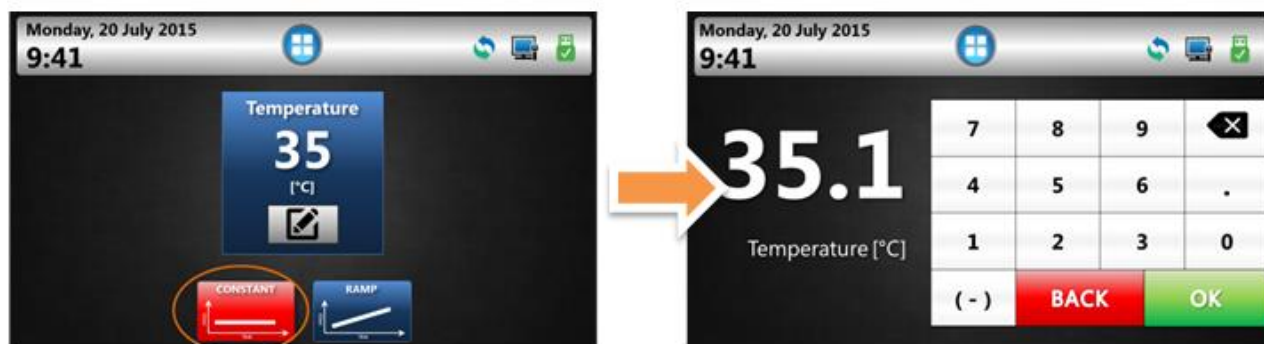 Monday, 20 July 2015
9:41
Temperature
35
[°C]
CONSTANT
RAMP
Monday, 20 July 2015
9:41
35.1
Temperature [°C]
7 8 9
4 5 6 .
1 2 3 0
(-) BACK OK